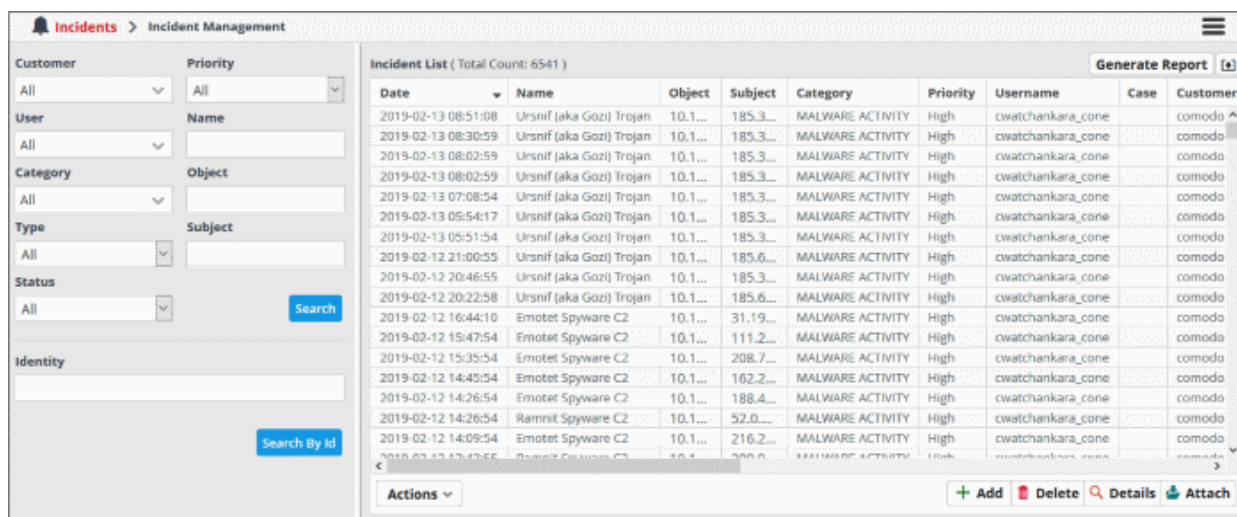 Incidents > Incident Management
Customer Priority
All All
User Name
All
Category Object
All
Type Subject
All
Status
All Search
Identity
Search By Id
Incident List ( Total Count: 6541 )
Generate Report
Date Name Object Subject Category Priority Username Case Customer
2019-02-13 08:51:08 Ursnif (aka Gozi) Trojan 10.1... 185.3... MALWARE ACTIVITY High cwatchankara_cone comodo
2019-02-13 08:30:59 Ursnif (aka Gozi) Trojan 10.1... 185.3... MALWARE ACTIVITY High cwatchankara_cone comodo
2019-02-13 08:02:59 Ursnif (aka Gozi) Trojan 10.1... 185.3... MALWARE ACTIVITY High cwatchankara_cone comodo
2019-02-13 08:02:59 Ursnif (aka Gozi) Trojan 10.1... 185.3... MALWARE ACTIVITY High cwatchankara_cone comodo
2019-02-13 07:08:54 Ursnif (aka Gozi) Trojan 10.1... 185.3... MALWARE ACTIVITY High cwatchankara_cone comodo
2019-02-13 05:54:17 Ursnif (aka Gozi) Trojan 10.1... 185.3... MALWARE ACTIVITY High cwatchankara_cone comodo
2019-02-13 05:51:54 Ursnif (aka Gozi) Trojan 10.1... 185.3... MALWARE ACTIVITY High cwatchankara_cone comodo
2019-02-12 21:00:55 Ursnif (aka Gozi) Trojan 10.1... 185.6... MALWARE ACTIVITY High cwatchankara_cone comodo
2019-02-12 20:46:55 Ursnif (aka Gozi) Trojan 10.1... 185.3... MALWARE ACTIVITY High cwatchankara_cone comodo
2019-02-12 20:22:58 Ursnif (aka Gozi) Trojan 10.1... 185.6... MALWARE ACTIVITY High cwatchankara_cone comodo
2019-02-12 16:44:10 Emotet Spyware C2 10.1... 31.19... MALWARE ACTIVITY High cwatchankara_cone comodo
2019-02-12 15:47:54 Emotet Spyware C2 10.1... 111.2... MALWARE ACTIVITY High cwatchankara_cone comodo
2019-02-12 15:35:54 Emotet Spyware C2 10.1... 208.7... MALWARE ACTIVITY High cwatchankara_cone comodo
2019-02-12 14:45:54 Emotet Spyware C2 10.1... 162.2... MALWARE ACTIVITY High cwatchankara_cone comodo
2019-02-12 14:26:54 Emotet Spyware C2 10.1... 188.4... MALWARE ACTIVITY High cwatchankara_cone comodo
2019-02-12 14:26:54 Ramnit Spyware C2 10.1... 52.0.... MALWARE ACTIVITY High cwatchankara_cone comodo
2019-02-12 14:09:54 Emotet Spyware C2 10.1... 216.2... MALWARE ACTIVITY High cwatchankara_cone comodo
Actions
Add Delete Details Attach